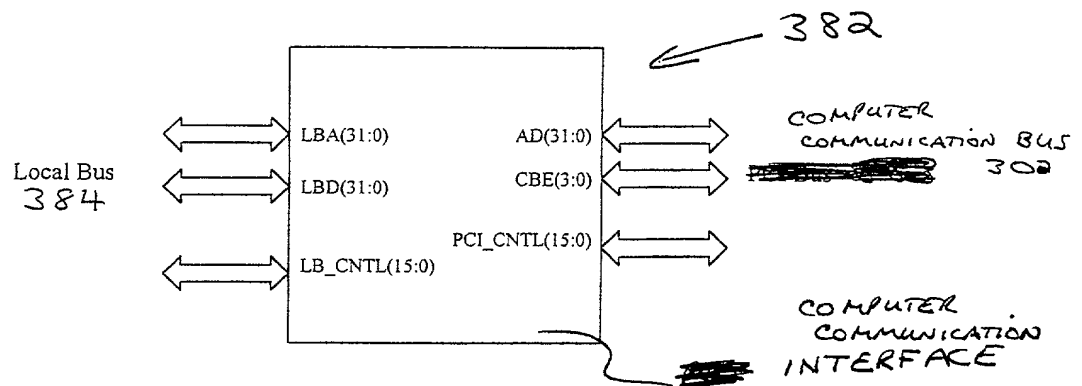 382
LBA(31:0)
AD(31:0)
COMPUTER
COMMUNICATION BUS
302
Local Bus
384
LBD(31:0)
CBE(3:0)
LB_CNTL(15:0)
PCI_CNTL(15:0)
COMPUTER
COMMUNICATION
INTERFACE